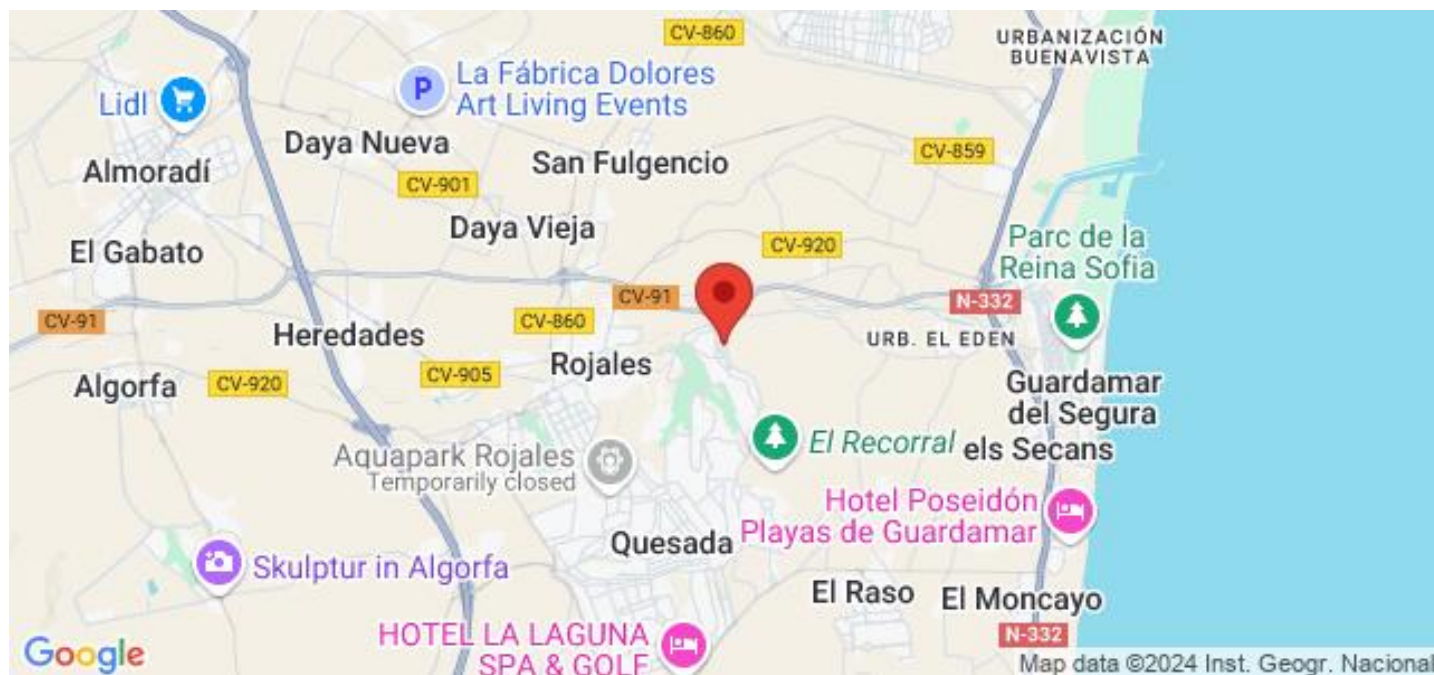 CV-860
URBANIZACIÓN
BUENAVISTA
La Fábrica Dolores
Art Living Events
P
Lidl
Daya Nueva
San Fulgencio
CV-859
Almoradí
CV-901
Daya Vieja
El Gabato
CV-920
Parc de la
Reina Sofia
CV-91
N-332
CV-91
CV-860
Heredades
URB. EL EDEN
Rojales
CV-905
CV-920
Algorfa
Guardamar
del Segura
El Recorral
els Secans
Aquapark Rojales
Temporarily closed
Hotel Poseidón
Playas de Guardamar
Quesada
Skulptur in Algorfa
El Raso
El Moncayo
HOTEL LA LAGUNA
SPA & GOLF
N-332
Google
Map data ©2024 Inst. Geogr. Nacional